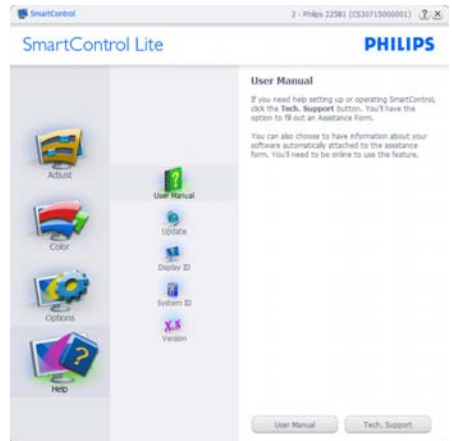 SmartControl
2 - Philips 225B1 (CS30715000001)
SmartControl Lite
PHILIPS
User Manual
If you need help setting up or operating SmartControl,
click the Tech. Support button. You'll have the
option to fill out an Assistance Form.
You can also choose to have information about your
software automatically attached to the assistance
form. You'll need to be online to use the feature.
Adjust
Color
Options
Help
User Manual
Update
Display ID
System ID
Version
User Manual
Tech. Support